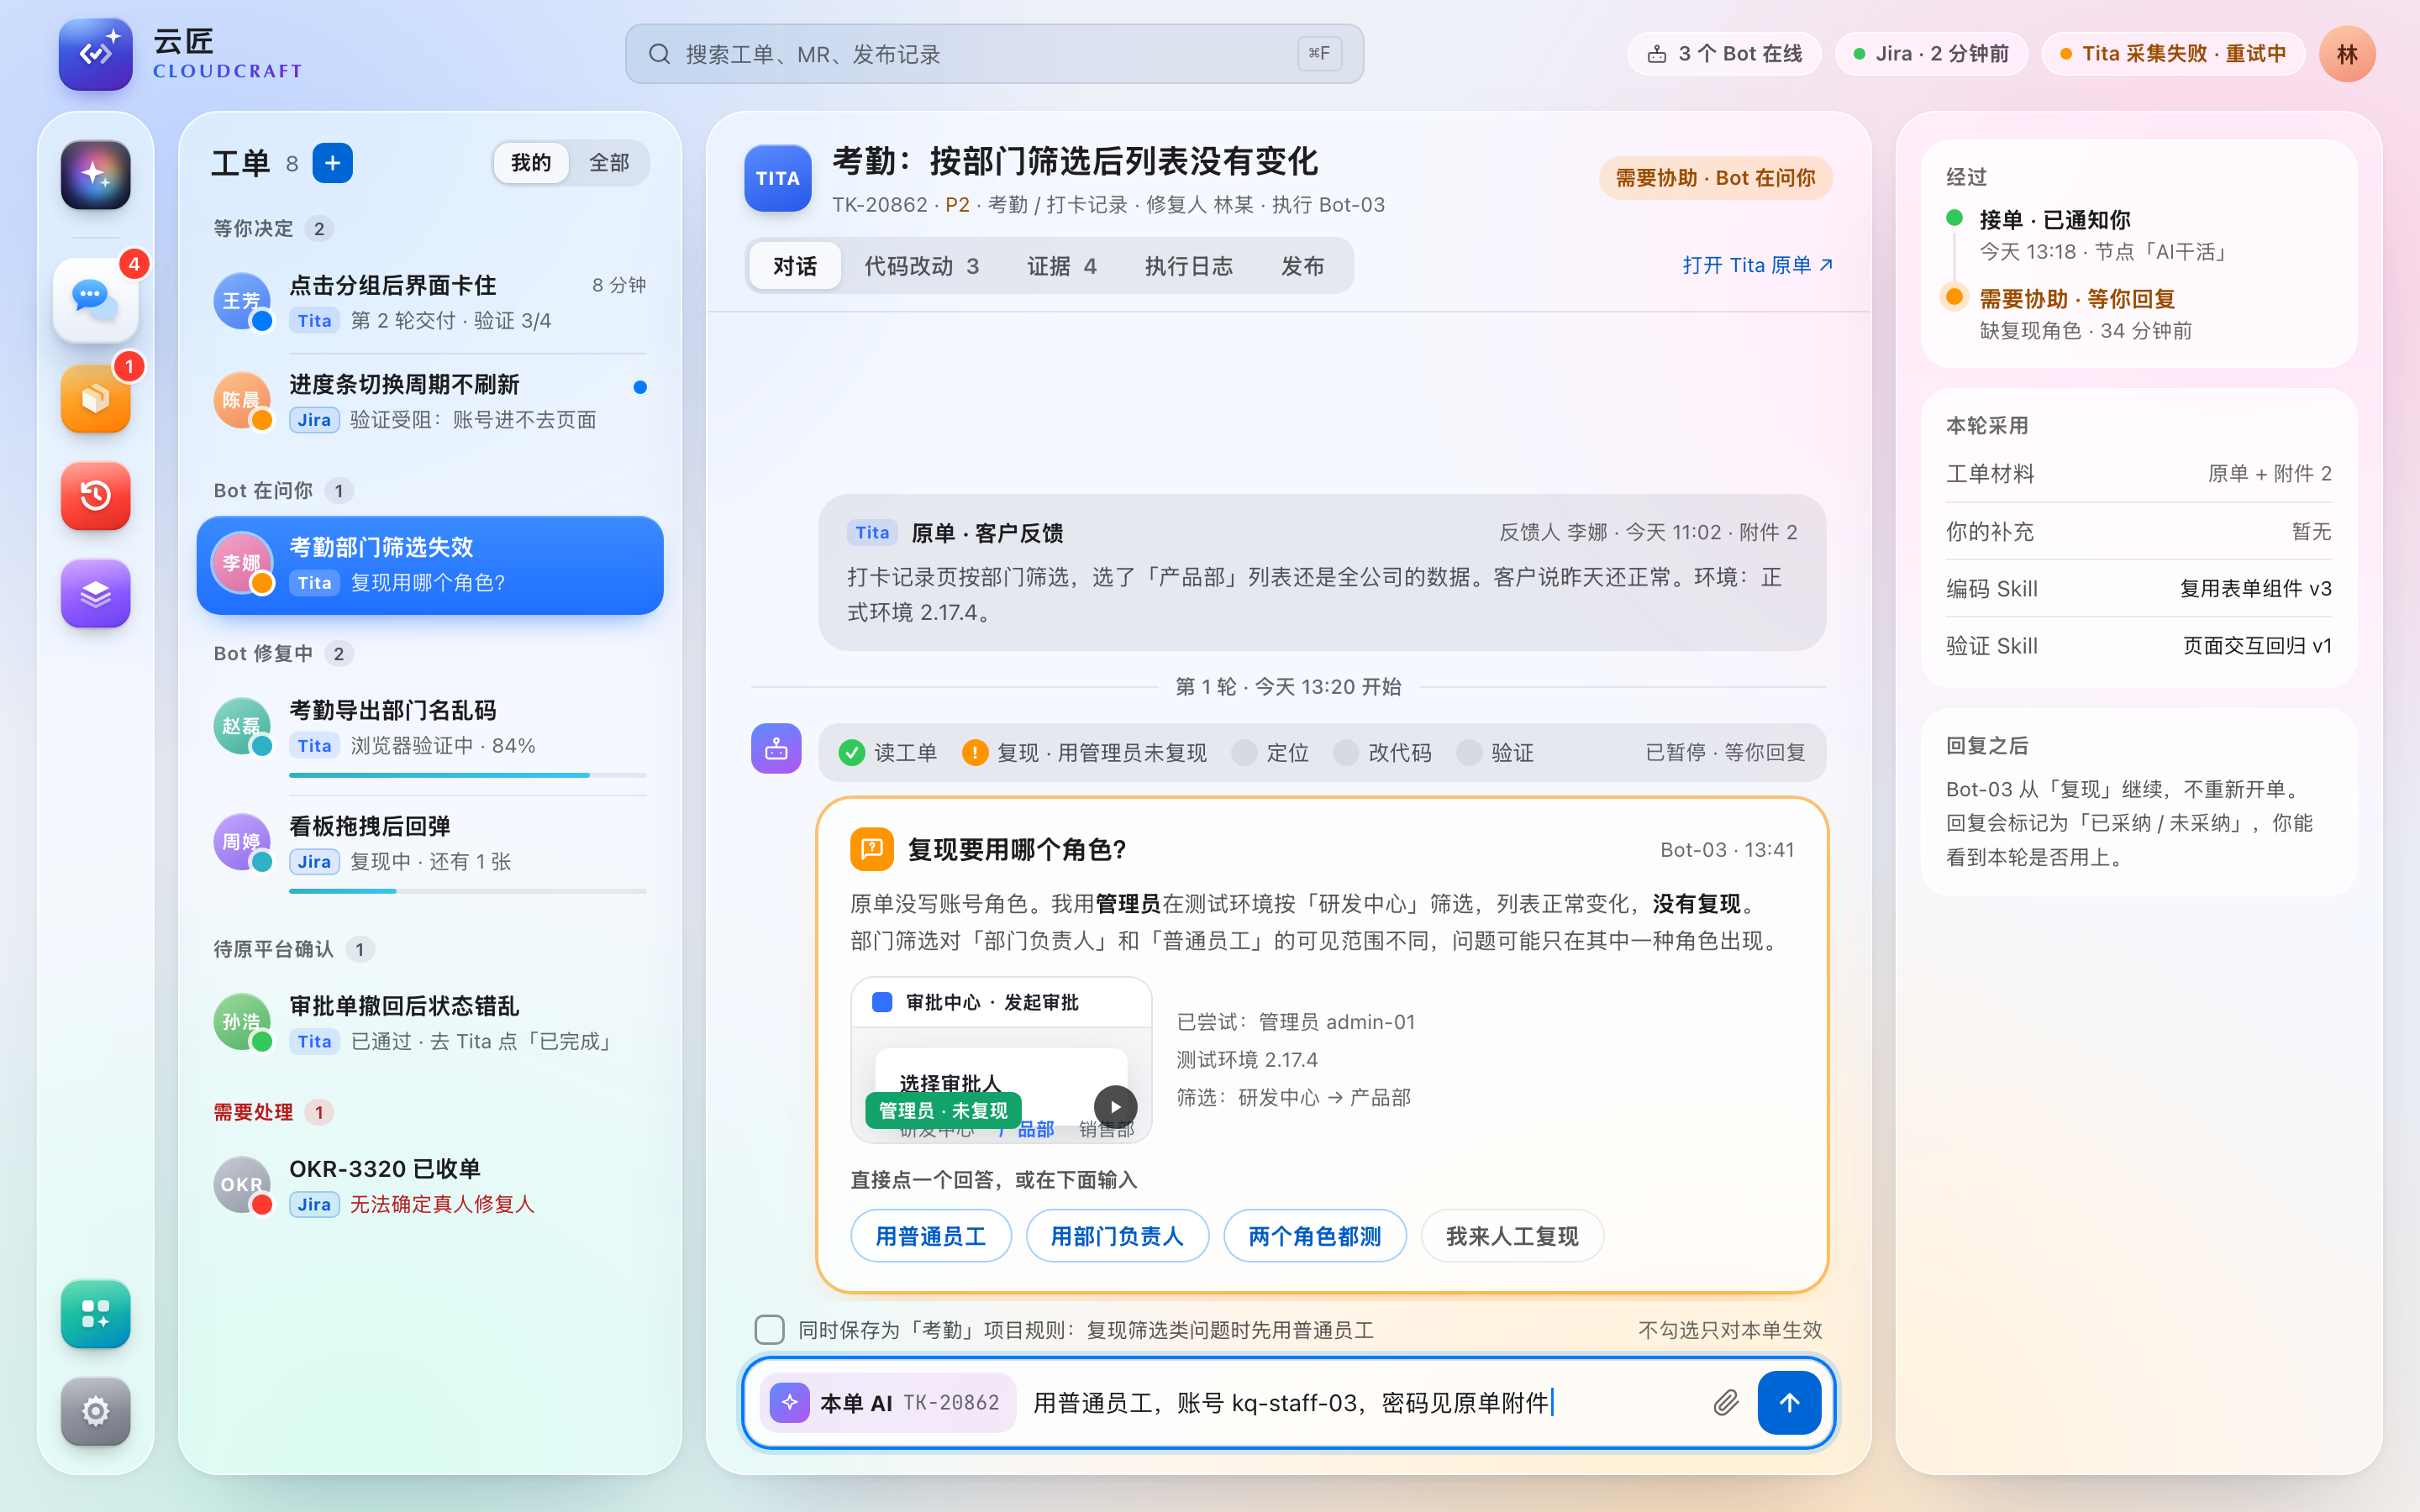 云匠
CLOUDCRAFT
搜索工单、MR、发布记录
⌘F
3 个 Bot 在线
Jira · 2 分钟前
Tita 采集失败 · 重试中
林
4
1
工单 8
我的 全部
等你决定 2
王芳
点击分组后界面卡住 8 分钟
Tita 第 2 轮交付 · 验证 3/4
陈晨
进度条切换周期不刷新
Jira 验证受阻：账号进不去页面
Bot 在问你 1
李娜
考勤部门筛选失效
Tita 复现用哪个角色?
Bot 修复中 2
赵磊
考勤导出部门名乱码
Tita 浏览器验证中 · 84%
周婷
看板拖拽后回弹
Jira 复现中 · 还有 1 张
待原平台确认 1
孙浩
审批单撤回后状态错乱
Tita 已通过 · 去 Tita 点「已完成」
需要处理 1
OKR
OKR-3320 已收单
Jira 无法确定真人修复人
TITA
考勤：按部门筛选后列表没有变化
TK-20862 · P2 · 考勤 / 打卡记录 · 修复人 林某 · 执行 Bot-03
需要协助 · Bot 在问你
对话 代码改动 3 证据 4 执行日志 发布
打开 Tita 原单 ↗
Tita 原单 · 客户反馈 反馈人 李娜 · 今天 11:02 · 附件 2
打卡记录页按部门筛选，选了「产品部」列表还是全公司的数据。客户说昨天还正常。环境：正
式环境 2.17.4。
第 1 轮 · 今天 13:20 开始
读工单 复现 · 用管理员未复现 定位 改代码 验证 已暂停 · 等你回复
复现要用哪个角色? Bot-03 · 13:41
原单没写账号角色。我用管理员在测试环境按「研发中心」筛选，列表正常变化，没有复现。
部门筛选对「部门负责人」和「普通员工」的可见范围不同，问题可能只在其中一种角色出现。
审批中心 · 发起审批
选择审批人
管理员 · 未复现
研发中心 产品部 销售部
已尝试：管理员 admin-01
测试环境 2.17.4
筛选：研发中心 → 产品部
直接点一个回答，或在下面输入
用普通员工 用部门负责人 两个角色都测 我来人工复现
同时保存为「考勤」项目规则：复现筛选类问题时先用普通员工 不勾选只对本单生效
本单 AI TK-20862 用普通员工，账号 kq-staff-03，密码见原单附件
经过
接单 · 已通知你
今天 13:18 · 节点「AI干活」
需要协助 · 等你回复
缺复现角色 · 34 分钟前
本轮采用
工单材料 原单 + 附件 2
你的补充 暂无
编码 Skill 复用表单组件 v3
验证 Skill 页面交互回归 v1
回复之后
Bot-03 从「复现」继续，不重新开单。
回复会标记为「已采纳 / 未采纳」，你能
看到本轮是否用上。